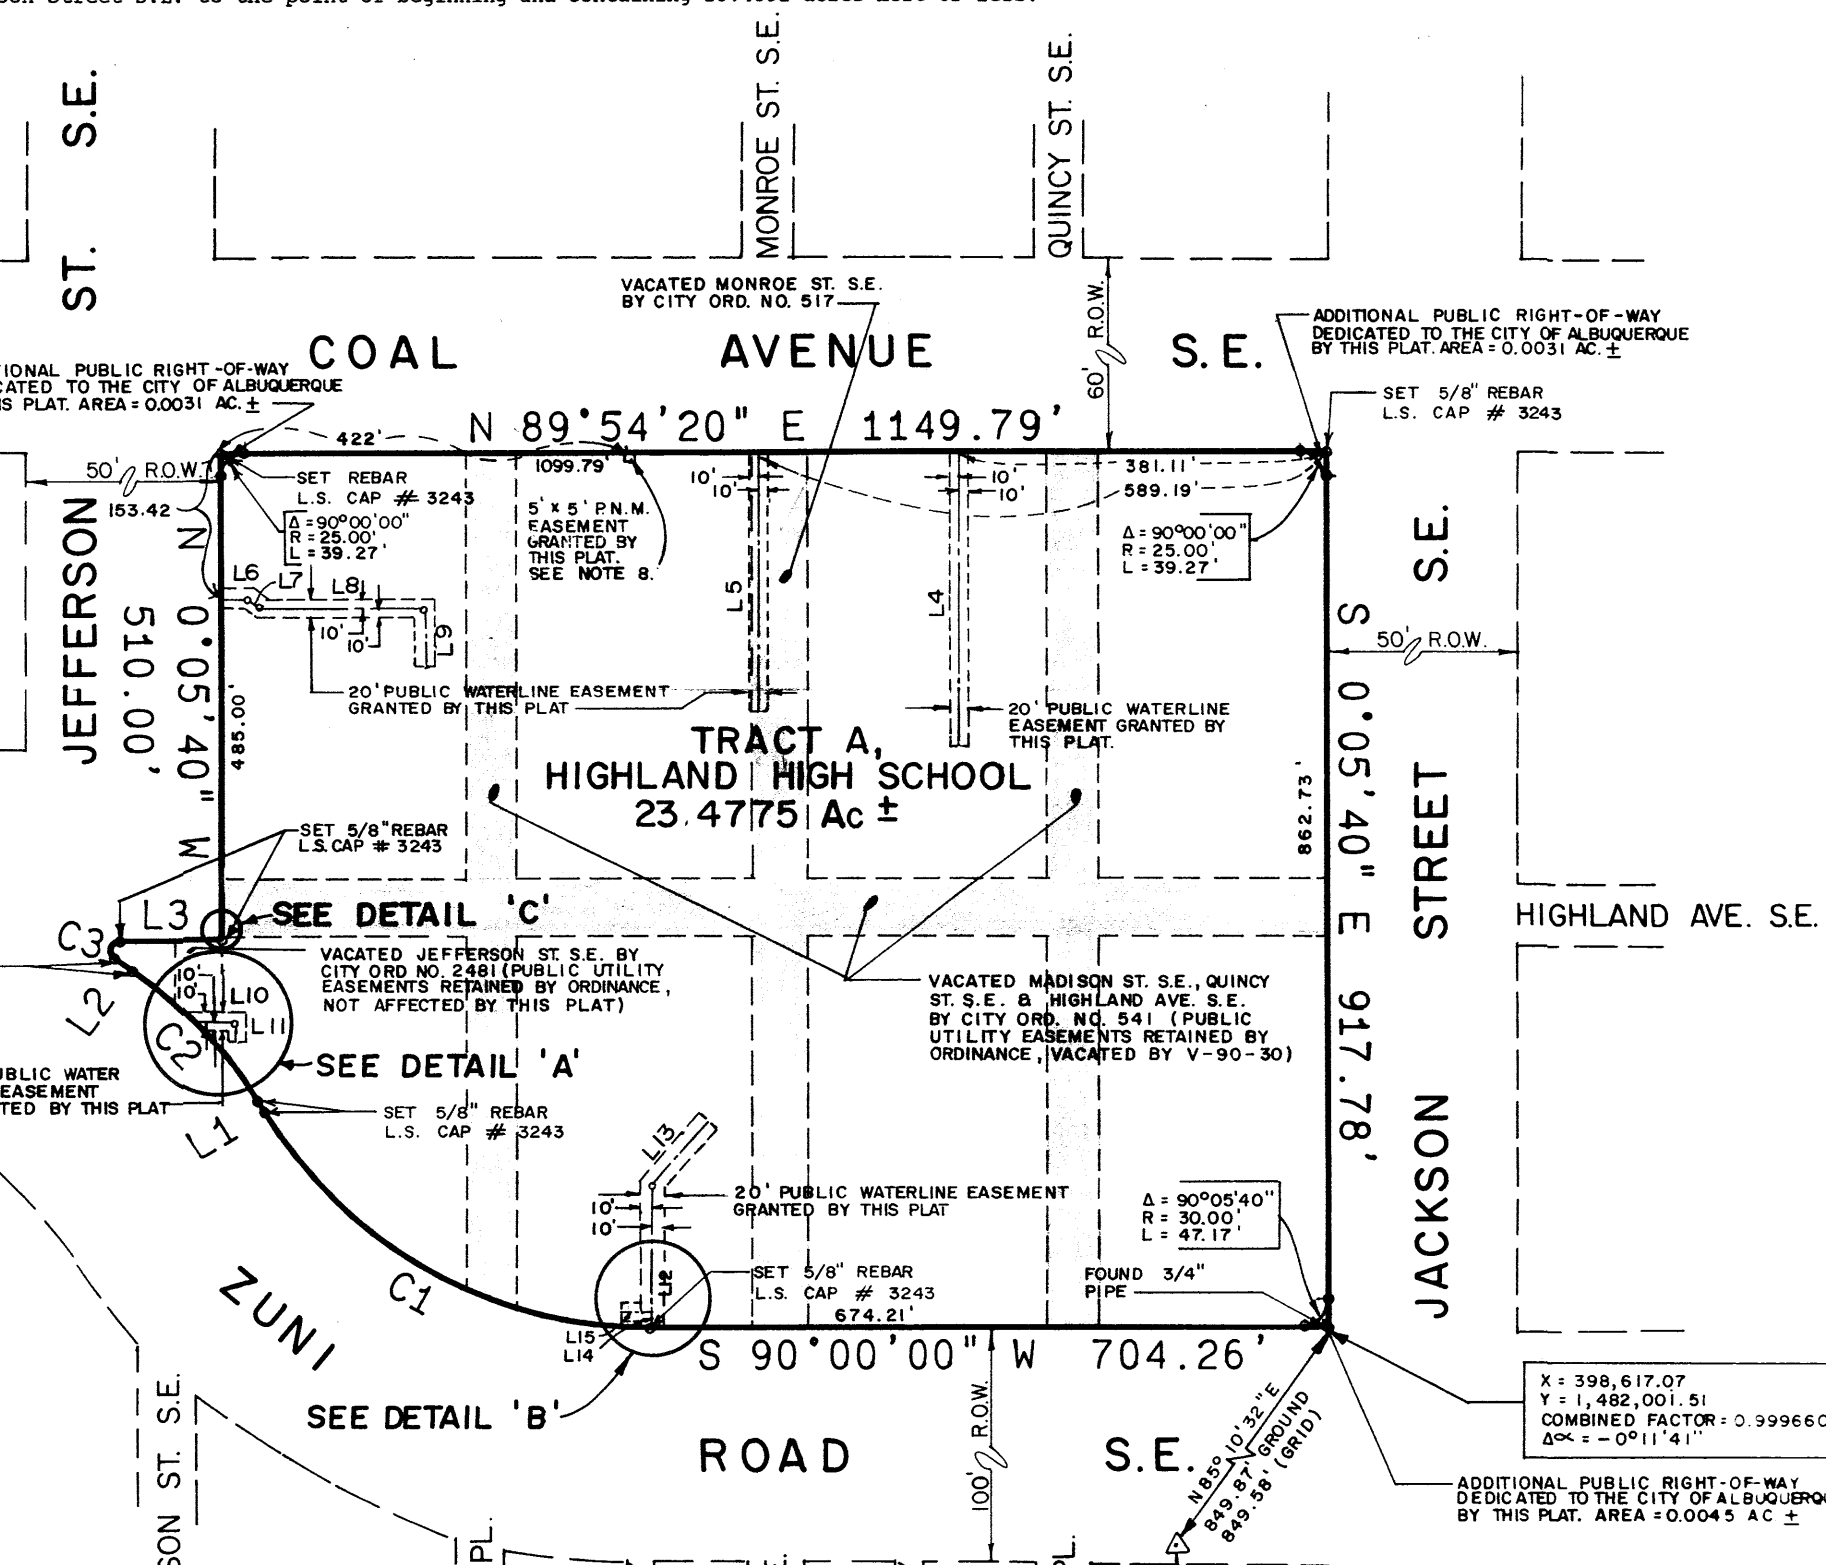 ST. S.E.
MONROE ST. S.E.
QUINCY ST. S.E.
VACATED MONROE ST. S.E.
BY CITY ORD. NO. 517
60' R.O.W.
ADDITIONAL PUBLIC RIGHT-OF-WAY
DEDICATED TO THE CITY OF ALBUQUERQUE
BY THIS PLAT. AREA = 0.0031 AC. ±
COAL AVENUE S.E.
PUBLIC RIGHT-OF-WAY
TO THE CITY OF ALBUQUERQUE
PLAT. AREA = 0.0031 AC. ±
SET 5/8" REBAR
L.S. CAP # 3243
N 89°54'20" E 1149.79'
422'
1099.79'
50' R.O.W.
153.42
SET REBAR
L.S. CAP # 3243
Δ = 90°00'00"
R = 25.00'
L = 39.27'
5' X 5' P.N.M.
EASEMENT
GRANTED BY
THIS PLAT.
SEE NOTE 8.
10'
10'
10'
10'
381.11'
589.19'
Δ = 90°00'00"
R = 25.00'
L = 39.27'
JEFFERSON
N 0°05'40" W
510.00'
485.00'
L6
L7
L8
L9
10'
10'
L5
L4
20' PUBLIC WATERLINE EASEMENT
GRANTED BY THIS PLAT
20' PUBLIC WATERLINE
EASEMENT GRANTED BY
THIS PLAT.
TRACT A,
HIGHLAND HIGH SCHOOL
23.4775 Ac ±
S 0°05'40" E 917.78'
862.73'
50' R.O.W.
JACKSON STREET S.E.
HIGHLAND AVE. S.E.
SET 5/8" REBAR
L.S. CAP # 3243
L3
C3
SEE DETAIL 'C'
VACATED JEFFERSON ST. S.E. BY
CITY ORD NO. 2481 (PUBLIC UTILITY
EASEMENTS RETAINED BY ORDINANCE,
NOT AFFECTED BY THIS PLAT)
10'
10'
L10
L11
L2
C2
SEE DETAIL 'A'
VACATED MADISON ST. S.E., QUINCY
ST. S.E. & HIGHLAND AVE. S.E.
BY CITY ORD. NO. 541 (PUBLIC
UTILITY EASEMENTS RETAINED BY
ORDINANCE, VACATED BY V-90-30)
WATER
EASEMENT
BY THIS PLAT
L1
SET 5/8" REBAR
L.S. CAP # 3243
L13
20' PUBLIC WATERLINE EASEMENT
GRANTED BY THIS PLAT
10'
10'
Δ = 90°05'40"
R = 30.00'
L = 47.17'
ZUNI
C1
L12
SET 5/8" REBAR
L.S. CAP # 3243
674.21'
FOUND 3/4"
PIPE
L15
L14
S 90°00'00" W 704.26'
SEE DETAIL 'B'
X = 398,617.07
Y = 1,482,001.51
COMBINED FACTOR = 0.999660
Δ∝ = -0°11'41"
N 85° 10'32" E
849.87' GROUND
849.58' (GRID)
100' R.O.W.
ROAD S.E.
ADDITIONAL PUBLIC RIGHT-OF-WAY
DEDICATED TO THE CITY OF ALBUQUERQUE
BY THIS PLAT. AREA = 0.0045 AC ±
ST. S.E.
PL.
PL.